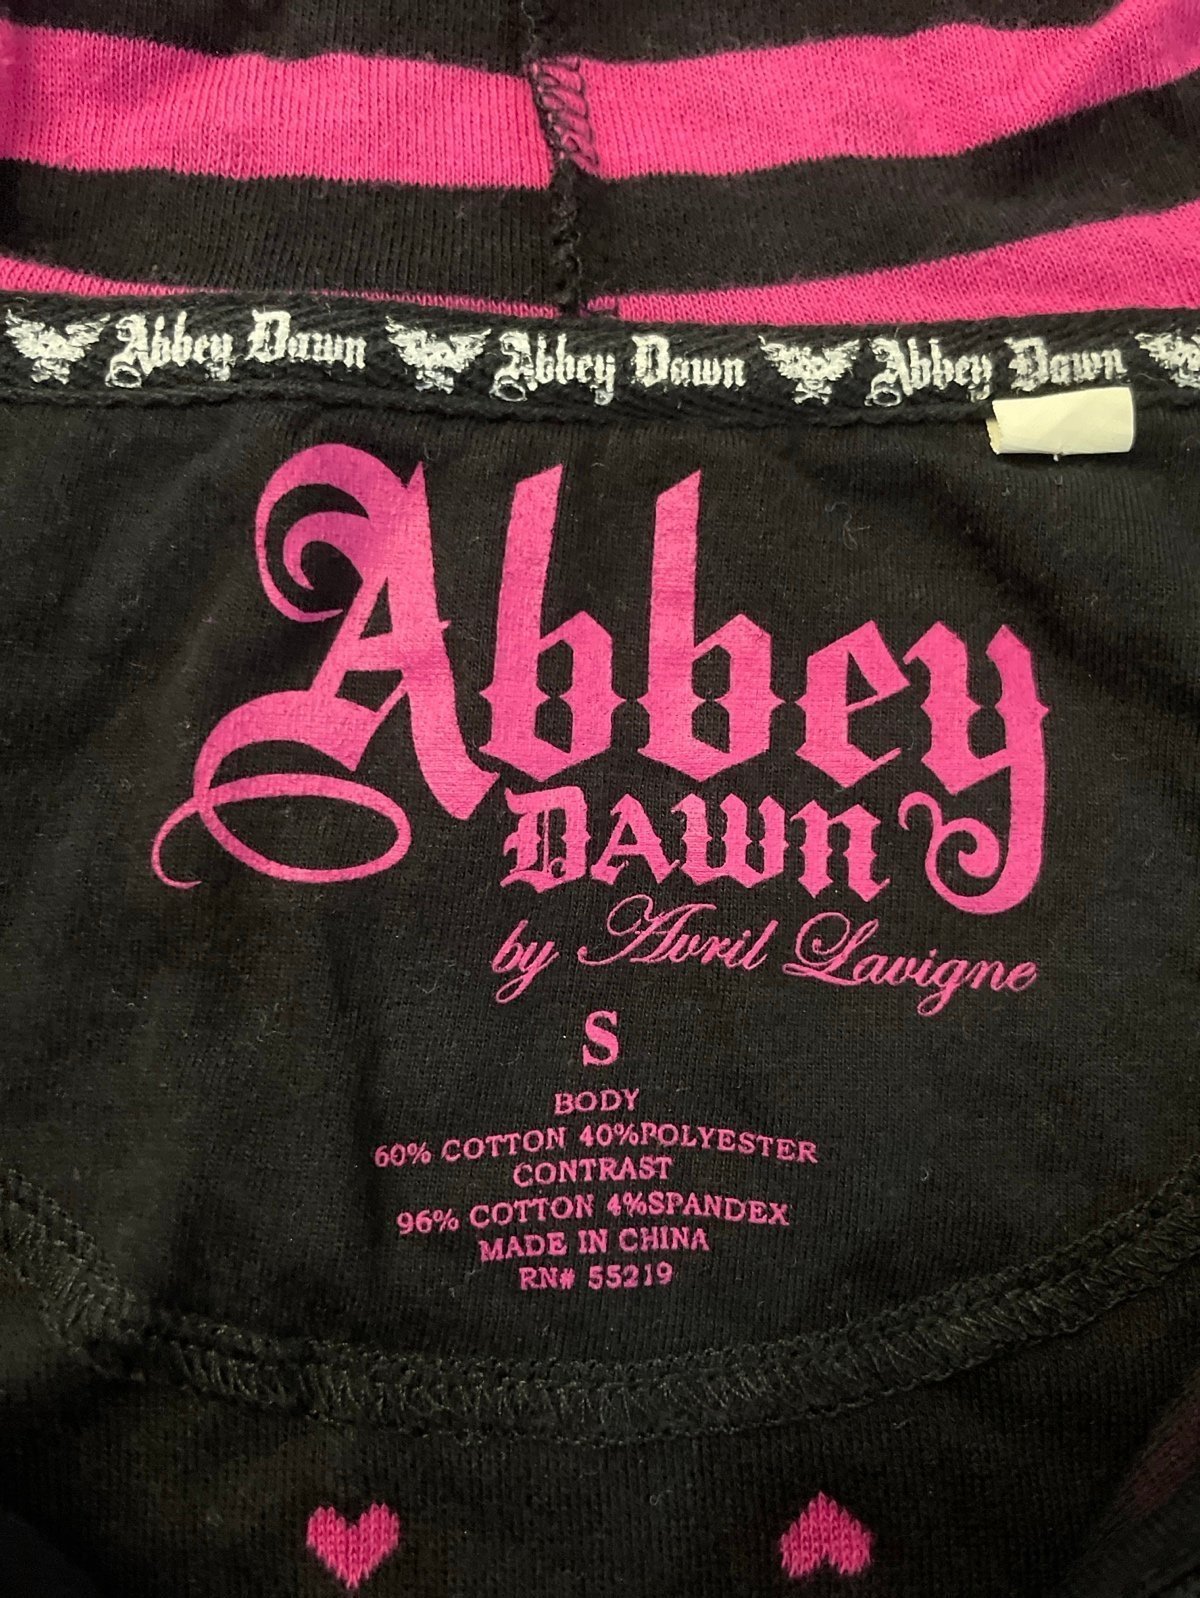 Abbey Dawn Abbey Dawn Abbey Dawn
Abbey
DAWN
by Avril Lavigne
S
BODY
60% COTTON 40%POLYESTER
CONTRAST
96% COTTON 4%SPANDEX
MADE IN CHINA
RN# 55219